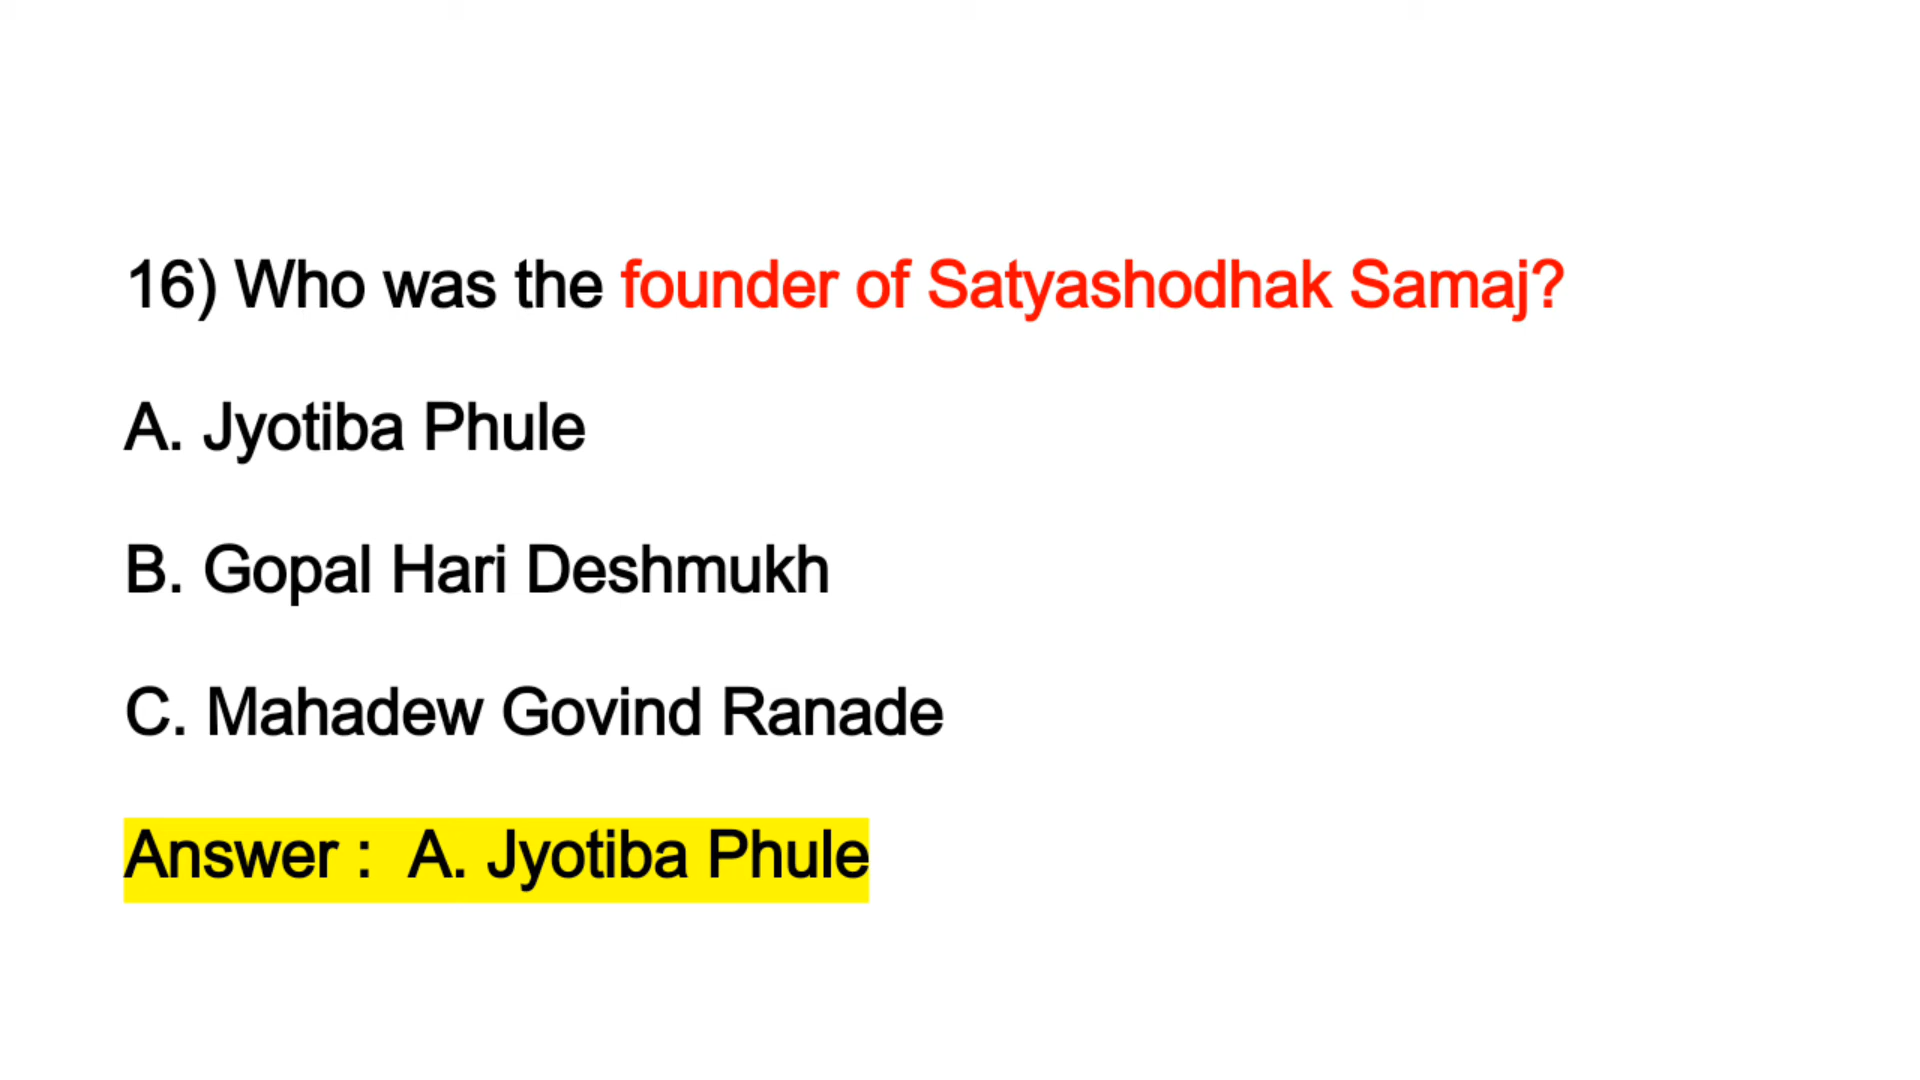 16) Who was the founder of Satyashodhak Samaj?
A. Jyotiba Phule
B. Gopal Hari Deshmukh
C. Mahadew Govind Ranade
Answer :  A. Jyotiba Phule